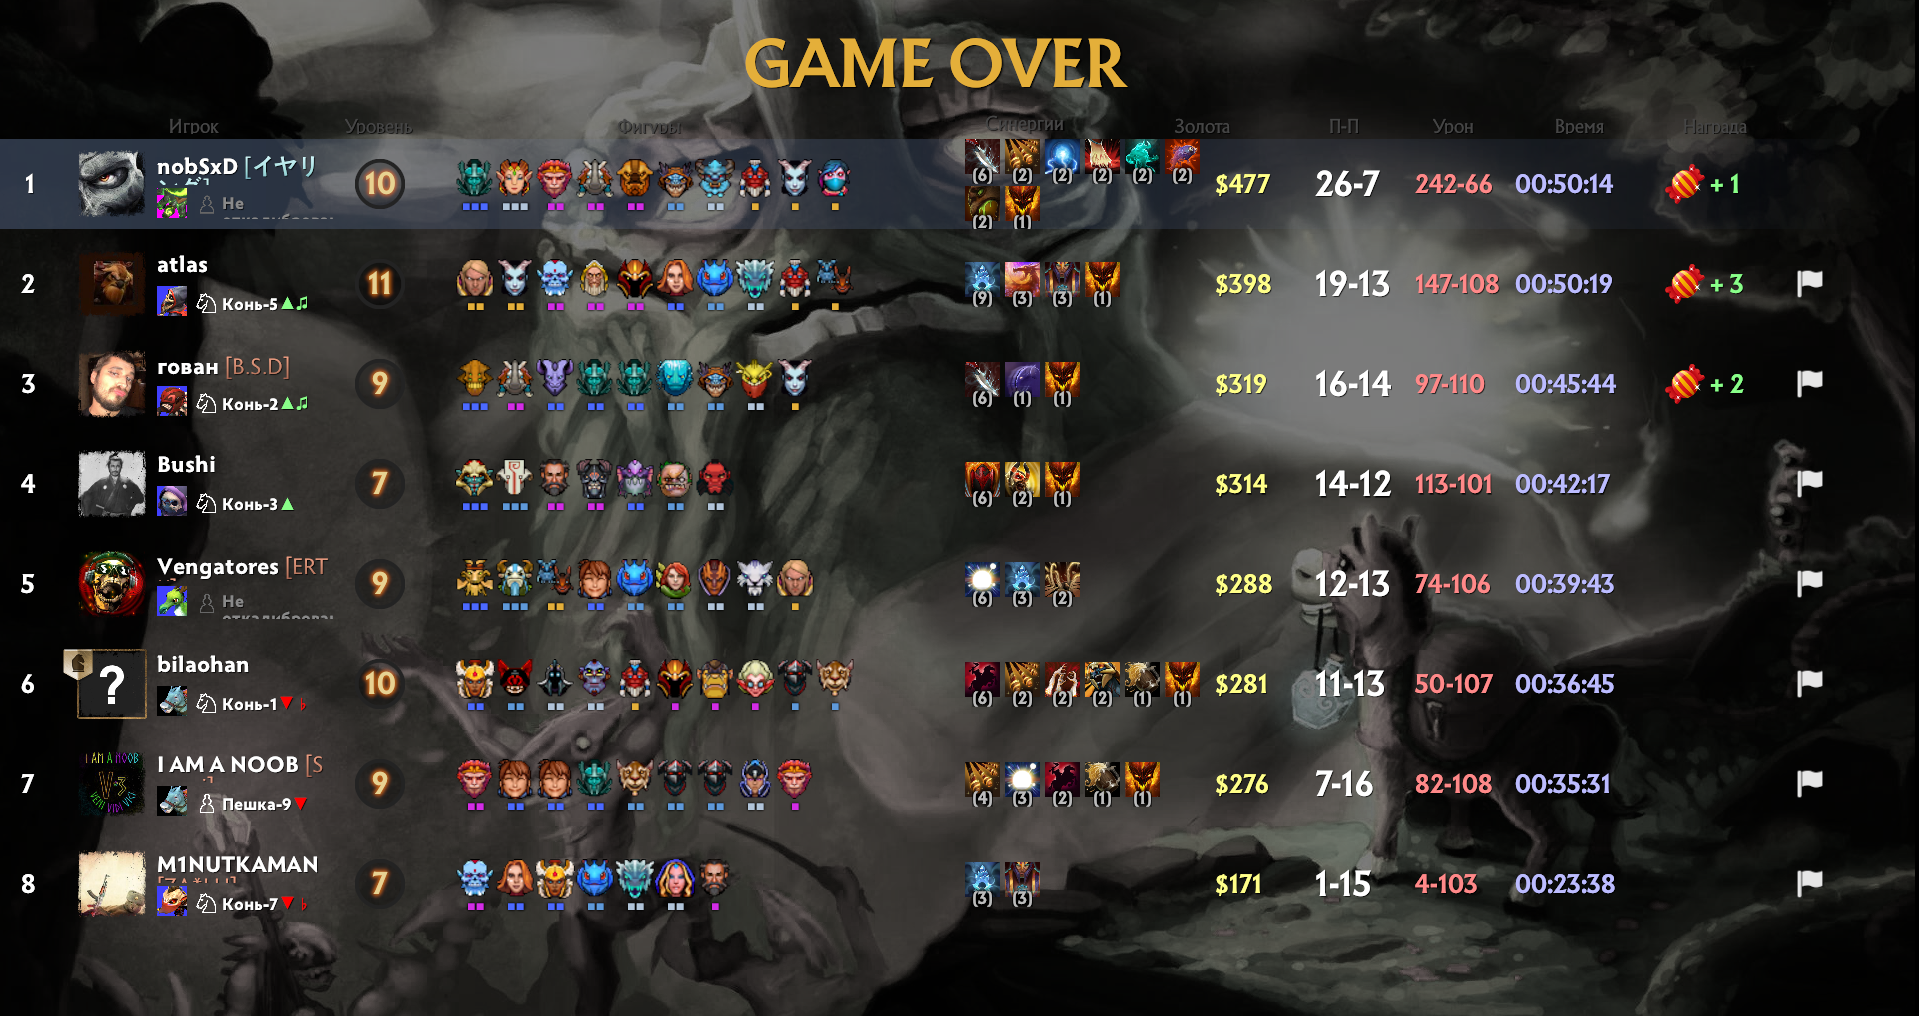 GAME OVER
Игрок Уровень Фигуры Синергии Золота П-П Урон Время Награда
1 nobSxD [イヤリ 10 (6) (2) (2) (2) (2) (2) $477 26-7 242-66 00:50:14 + 1
Не (2) (1)
2 atlas 11 (9) (3) (3) (1) $398 19-13 147-108 00:50:19 + 3
Конь-5
3 гован [B.S.D] 9 (6) (1) (1) $319 16-14 97-110 00:45:44 + 2
Конь-2
4 Bushi 7 (6) (2) (1) $314 14-12 113-101 00:42:17
Конь-3
5 Vengatores [ERT 9 (6) (3) (2) $288 12-13 74-106 00:39:43
Не
6 ? bilaohan 10 (6) (2) (2) (2) (1) (1) $281 11-13 50-107 00:36:45
Конь-1
7 I AM A NOOB [S 9 (4) (3) (2) (1) (1) $276 7-16 82-108 00:35:31
I AM A NOOB
V-3
VENI VIDI VICI
Пешка-9
8 M1NUTKAMAN 7 (3) (3) $171 1-15 4-103 00:23:38
Конь-7